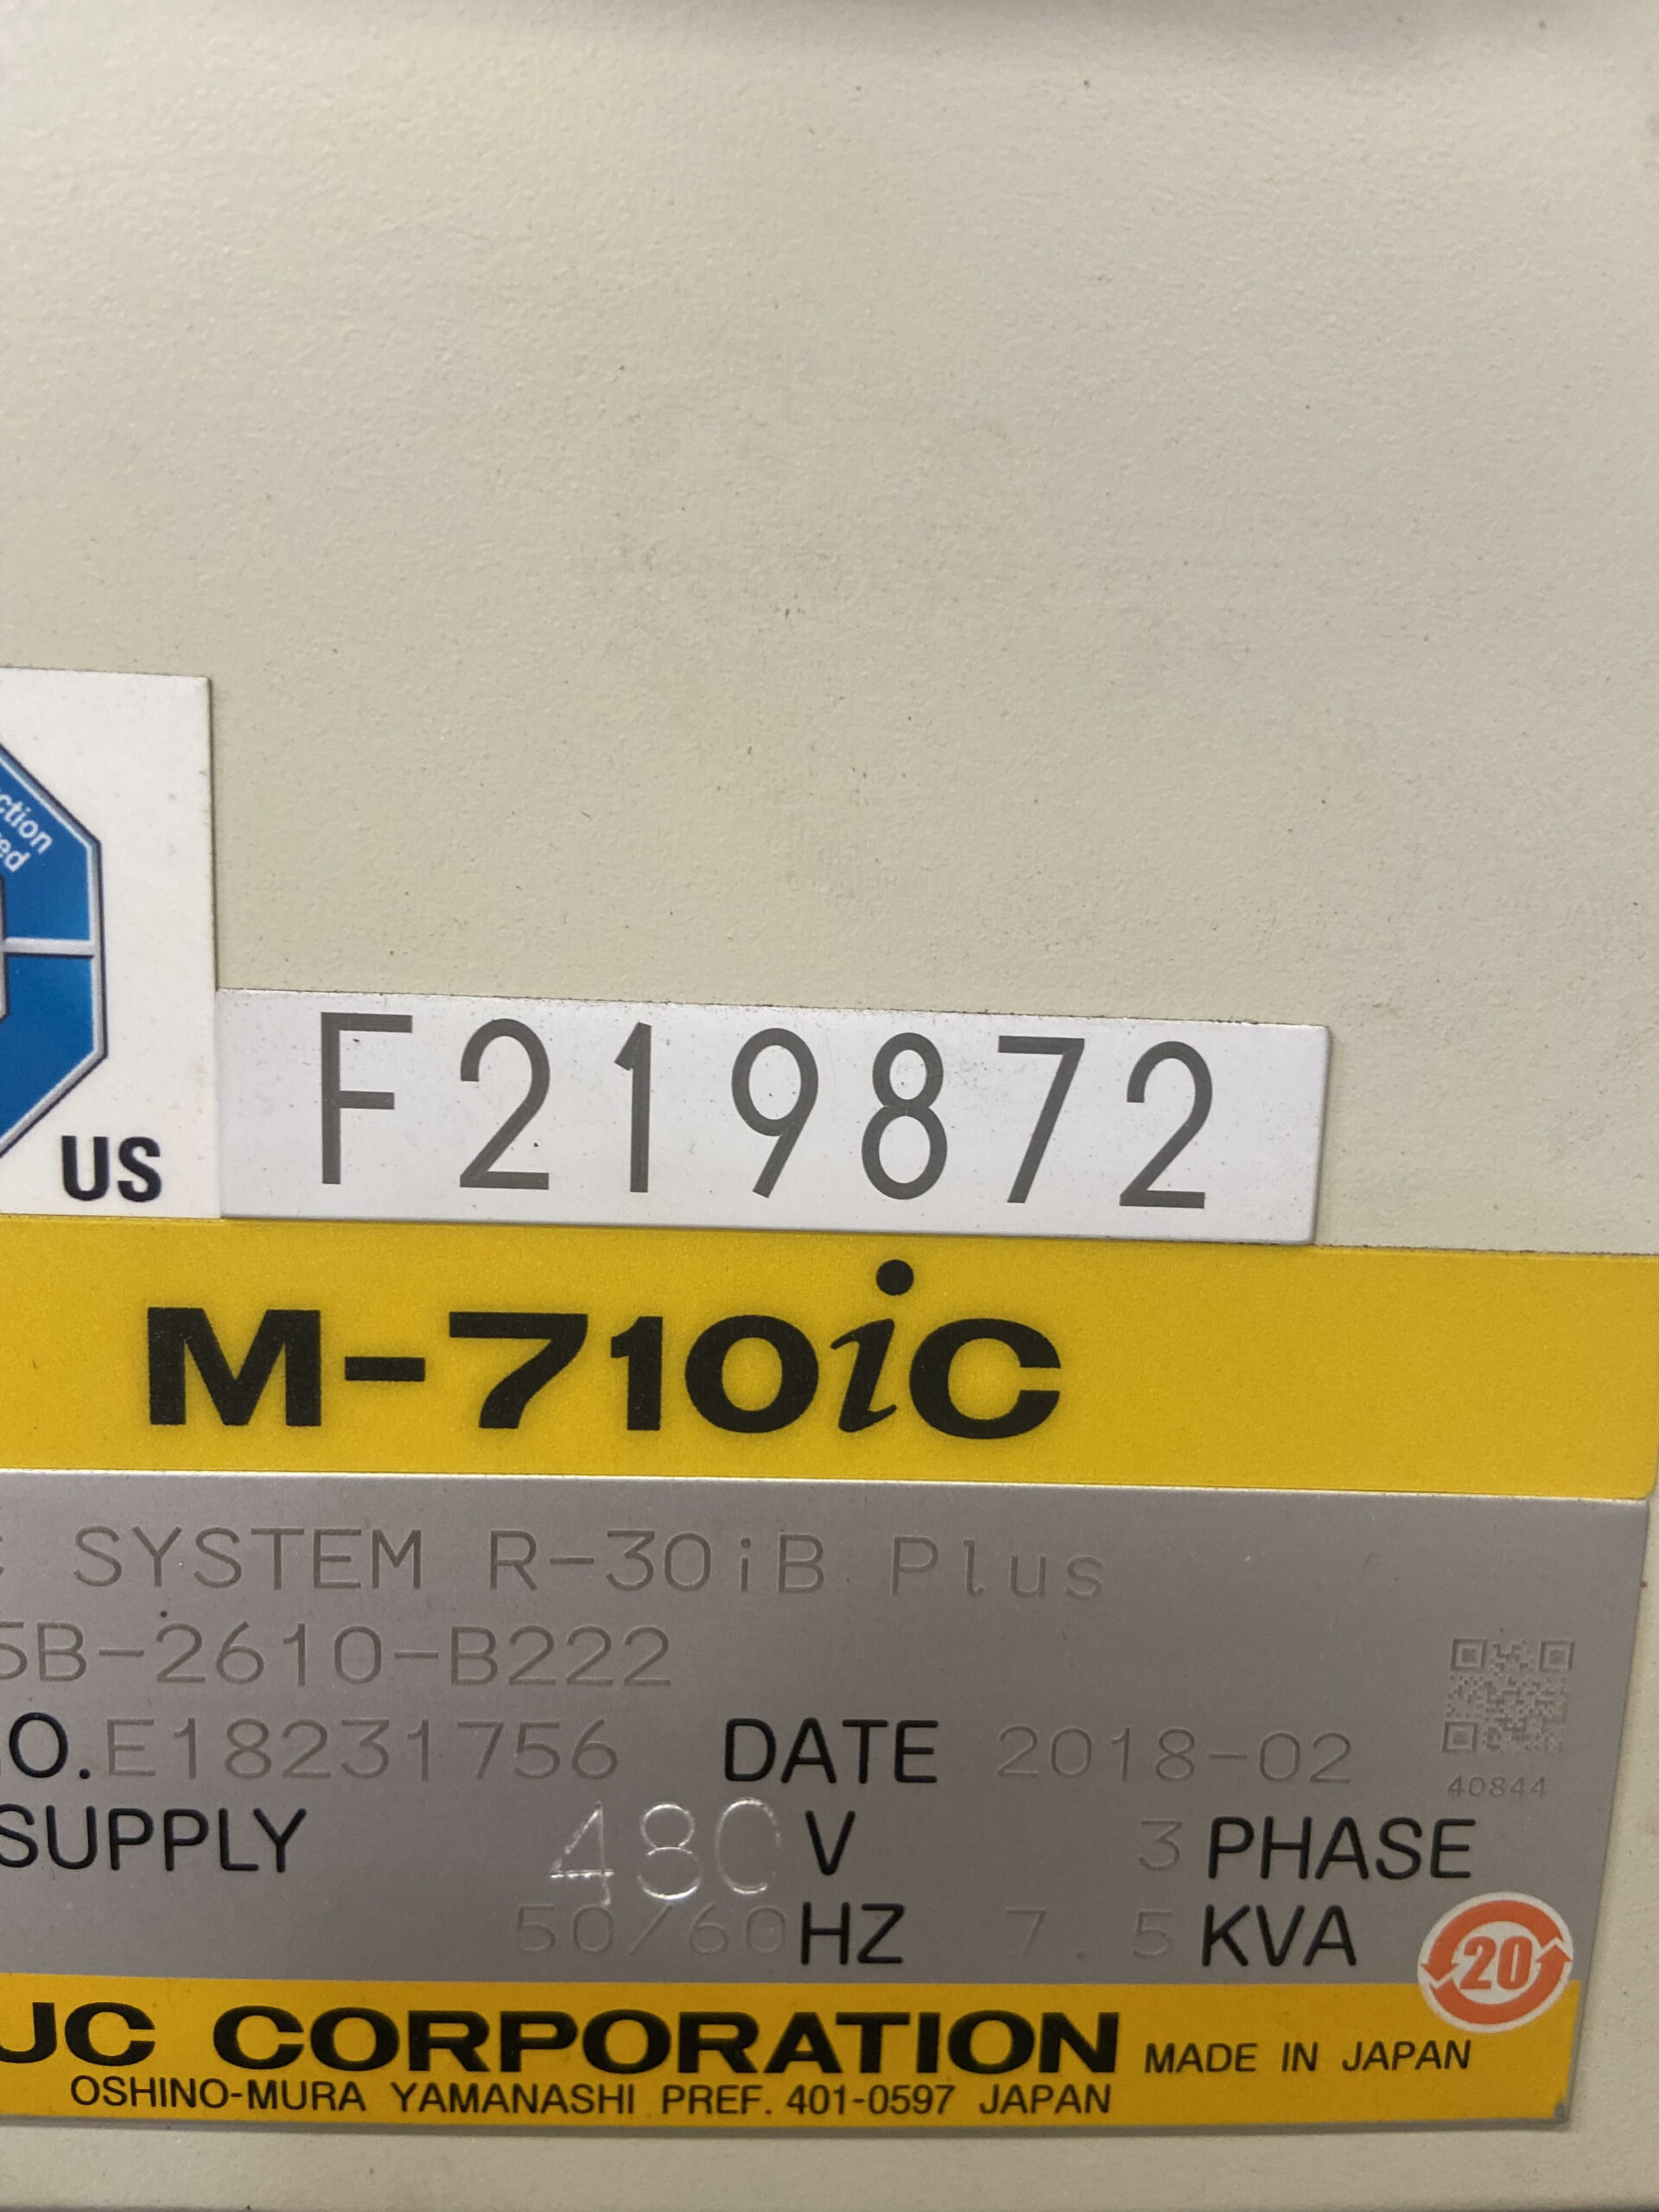 ction
ed
US
F219872
M-710iC
SYSTEM R-30iB Plus
5B-2610-B222
O. E18231756 DATE 2018-02
40844
SUPPLY 480 V 3 PHASE
50/60 HZ 7.5 KVA
20
UC CORPORATION MADE IN JAPAN
OSHINO-MURA YAMANASHI PREF. 401-0597 JAPAN